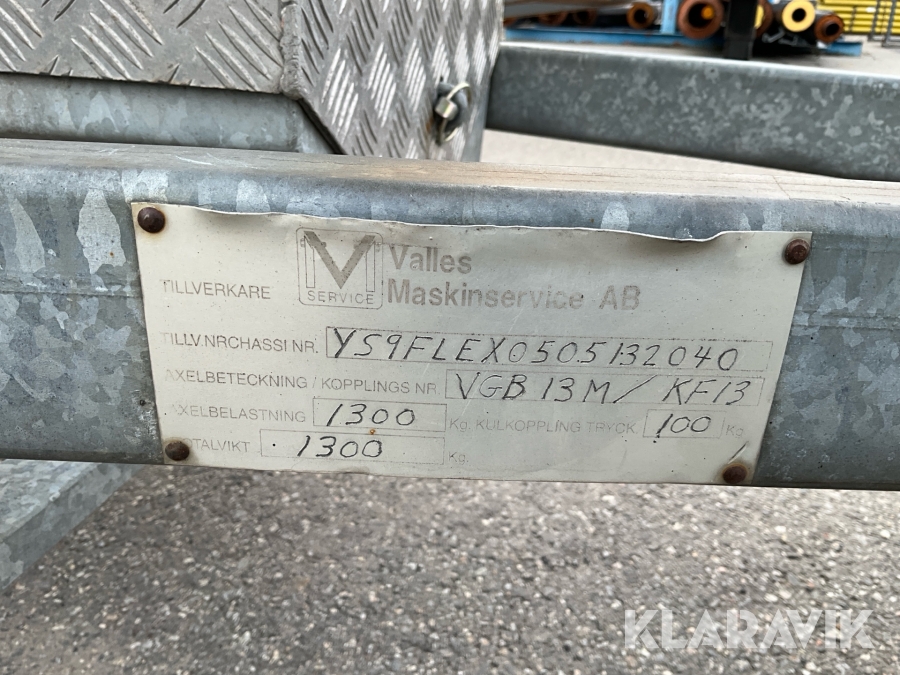 Valles
TILLVERKARE M SERVICE Maskinservice AB
TILLV.NRCHASSI NR. YS9FLEX0505132040
AXELBETECKNING / KOPPLINGS NR. VGB 13M / KF13
AXELBELASTNING 1300 Kg. KULKOPPLING TRYCK. 100 Kg
TOTALVIKT 1300 Kg.
KLARAVIK